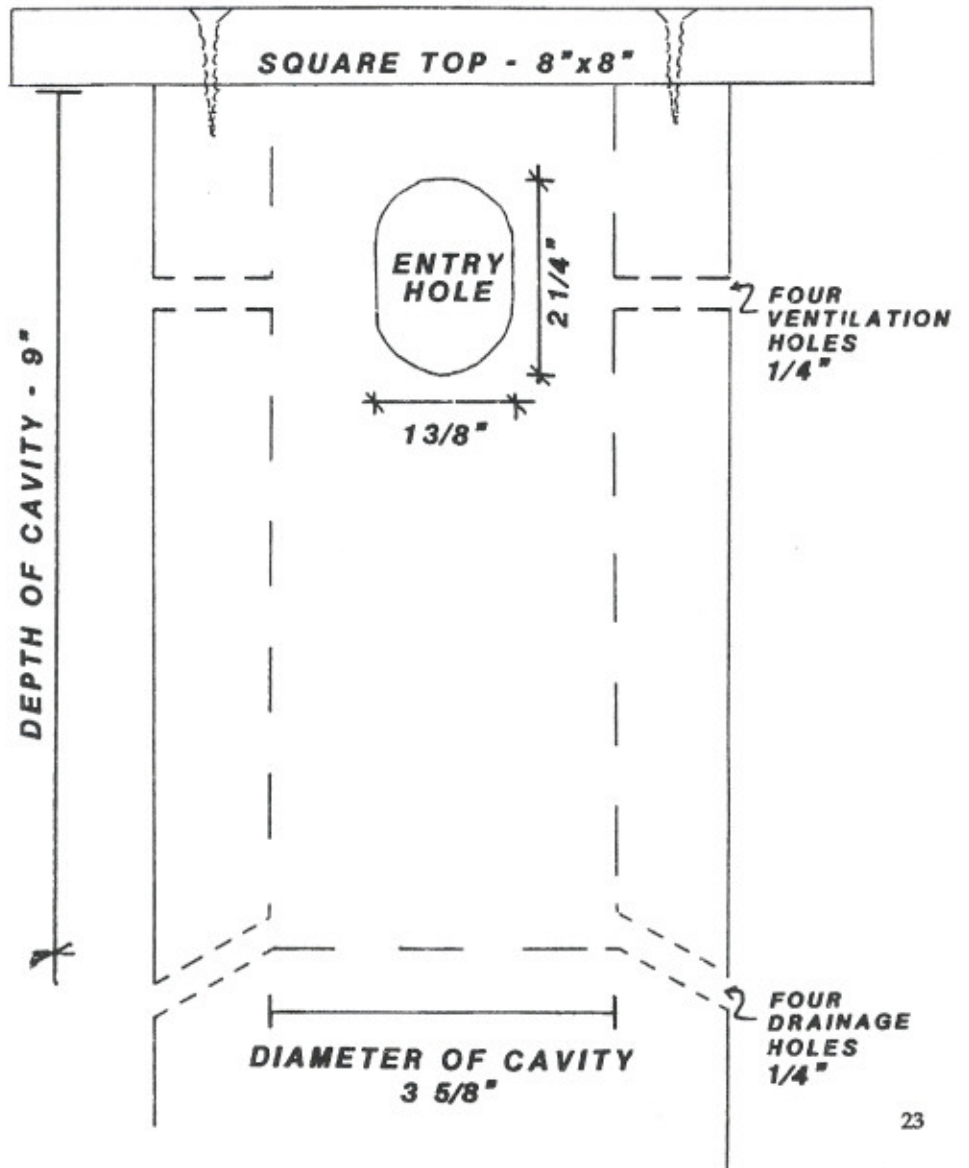 SQUARE TOP - 8"x8"
DEPTH OF CAVITY - 9"
ENTRY
HOLE
2 1/4"
1 3/8"
FOUR
VENTILATION
HOLES
1/4"
FOUR
DRAINAGE
HOLES
1/4"
DIAMETER OF CAVITY
3 5/8"
23